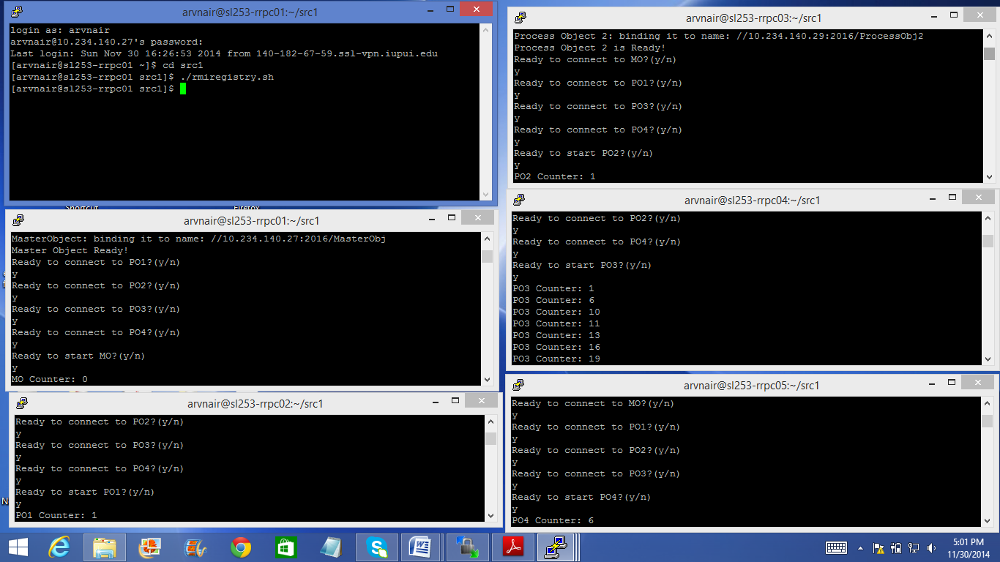 arvnair@sl253-rrpc01:~/src1
login as: arvnair
arvnair@10.234.140.27's password:
Last login: Sun Nov 30 16:26:53 2014 from 140-182-67-59.ssl-vpn.iupui.edu
[arvnair@sl253-rrpc01 ~]$ cd src1
[arvnair@sl253-rrpc01 src1]$ ./rmiregistry.sh
[arvnair@sl253-rrpc01 src1]$
Shortcut
Firefox
arvnair@sl253-rrpc01:~/src1
MasterObject: binding it to name: //10.234.140.27:2016/MasterObj
Master Object Ready!
Ready to connect to PO1?(y/n)
y
Ready to connect to PO2?(y/n)
y
Ready to connect to PO3?(y/n)
y
Ready to connect to PO4?(y/n)
y
Ready to start MO?(y/n)
y
MO Counter: 0
arvnair@sl253-rrpc02:~/src1
Ready to connect to PO2?(y/n)
y
Ready to connect to PO3?(y/n)
y
Ready to connect to PO4?(y/n)
y
Ready to start PO1?(y/n)
y
PO1 Counter: 1
arvnair@sl253-rrpc03:~/src1
Process Object 2: binding it to name: //10.234.140.29:2016/ProcessObj2
Process Object 2 is Ready!
Ready to connect to MO?(y/n)
y
Ready to connect to PO1?(y/n)
y
Ready to connect to PO3?(y/n)
y
Ready to connect to PO4?(y/n)
y
Ready to start PO2?(y/n)
y
PO2 Counter: 1
arvnair@sl253-rrpc04:~/src1
Ready to connect to PO2?(y/n)
y
Ready to connect to PO4?(y/n)
y
Ready to start PO3?(y/n)
y
PO3 Counter: 1
PO3 Counter: 6
PO3 Counter: 10
PO3 Counter: 11
PO3 Counter: 13
PO3 Counter: 16
PO3 Counter: 19
arvnair@sl253-rrpc05:~/src1
Ready to connect to MO?(y/n)
y
Ready to connect to PO1?(y/n)
y
Ready to connect to PO2?(y/n)
y
Ready to connect to PO3?(y/n)
y
Ready to start PO4?(y/n)
y
PO4 Counter: 6
5:01 PM
11/30/2014